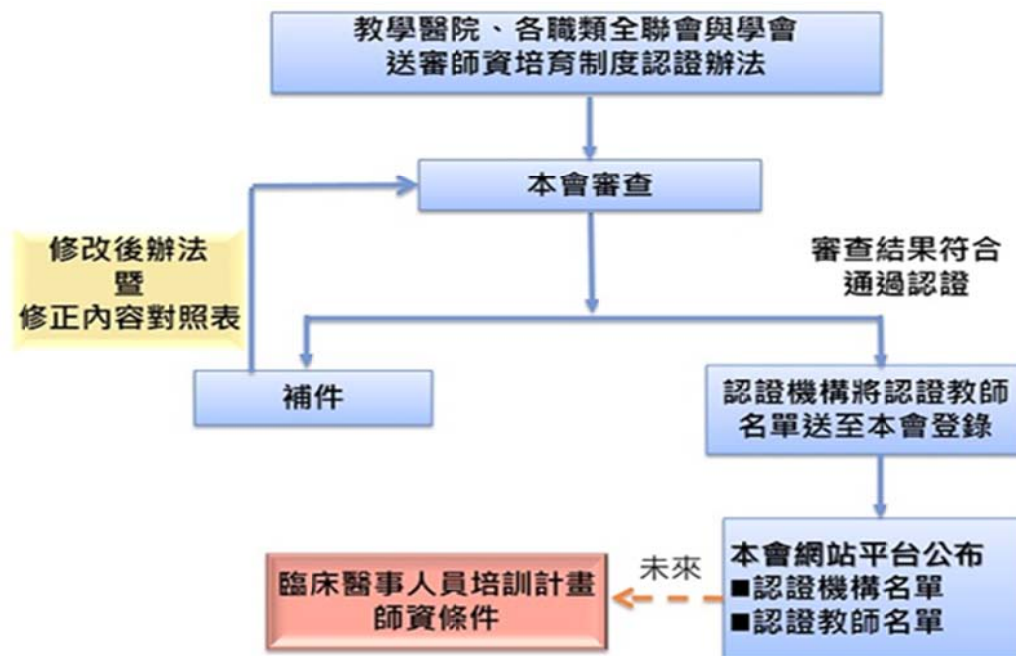 教學醫院、各職類全聯會與學會
送審師資培育制度認證辦法
本會審查
修改後辦法
暨
修正內容對照表
審查結果符合
通過認證
補件
認證機構將認證教師
名單送至本會登錄
本會網站平台公布
■認證機構名單
■認證教師名單
未來
臨床醫事人員培訓計畫
師資條件